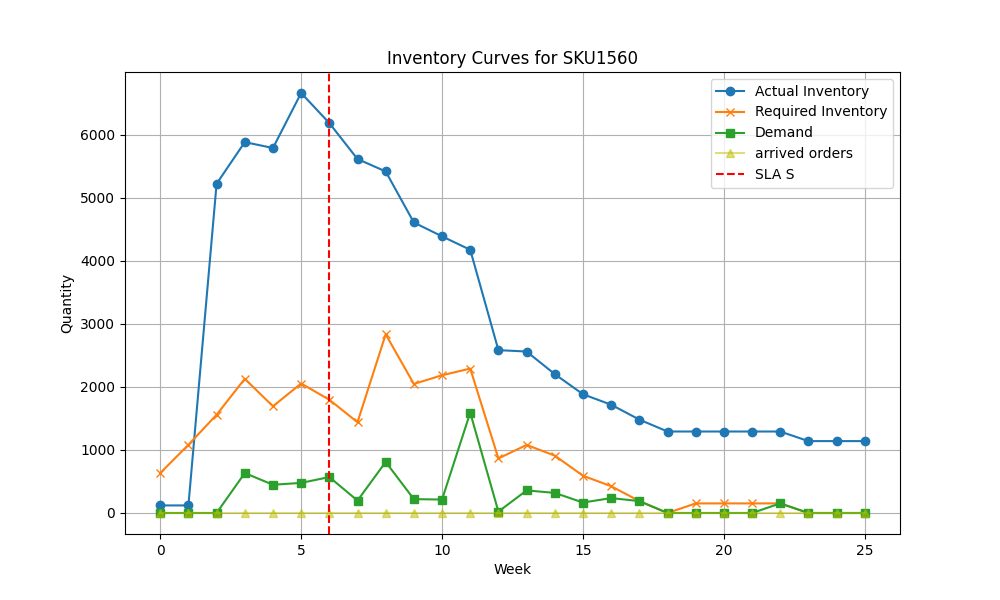 Inventory Curves for SKU1560
Actual Inventory
Required Inventory
Demand
arrived orders
SLA S
Quantity
6000
5000
4000
3000
2000
1000
0
0 5 10 15 20 25
Week